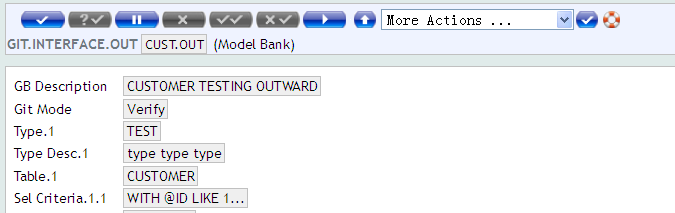 More Actions ...
GIT.INTERFACE.OUT CUST.OUT (Model Bank)
GB Description CUSTOMER TESTING OUTWARD
Git Mode Verify
Type.1 TEST
Type Desc.1 type type type
Table.1 CUSTOMER
Sel Criteria.1.1 WITH @ID LIKE 1...